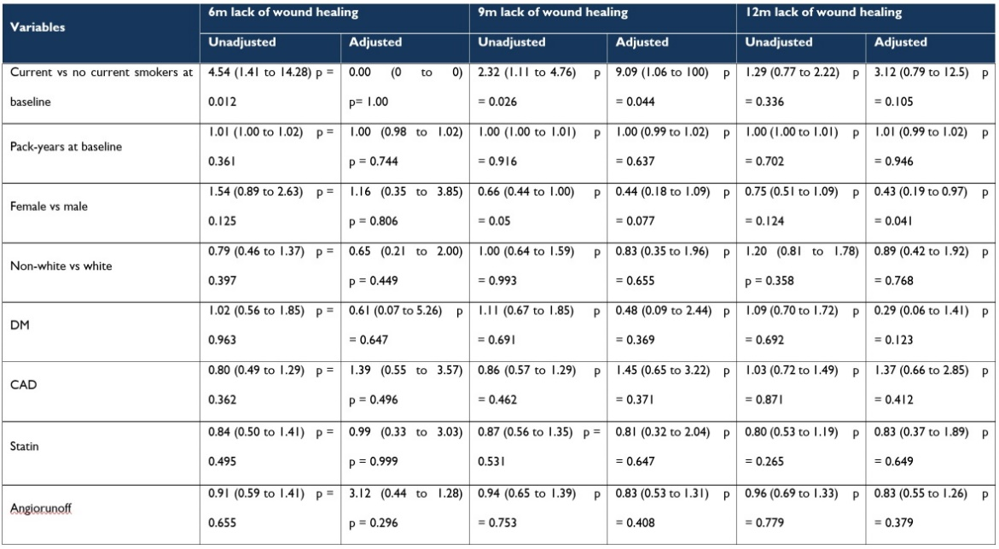 Variables 6m lack of wound healing 9m lack of wound healing 12m lack of wound healing
Unadjusted Adjusted Unadjusted Adjusted Unadjusted Adjusted
Current vs no current smokers at 4.54 (1.41 to 14.28) p = 0.00 (0 to 0) 2.32 (1.11 to 4.76) p 9.09 (1.06 to 100) p 1.29 (0.77 to 2.22) p 3.12 (0.79 to 12.5) p
baseline 0.012 p= 1.00 = 0.026 = 0.044 = 0.336 = 0.105
Pack-years at baseline 1.01 (1.00 to 1.02) p = 1.00 (0.98 to 1.02) 1.00 (1.00 to 1.01) p 1.00 (0.99 to 1.02) p 1.00 (1.00 to 1.01) p 1.01 (0.99 to 1.02) p
0.361 p = 0.744 = 0.916 = 0.637 = 0.702 = 0.946
Female vs male 1.54 (0.89 to 2.63) p = 1.16 (0.35 to 3.85) 0.66 (0.44 to 1.00) p 0.44 (0.18 to 1.09) p 0.75 (0.51 to 1.09) p 0.43 (0.19 to 0.97) p
0.125 p = 0.806 = 0.05 = 0.077 = 0.124 = 0.041
Non-white vs white 0.79 (0.46 to 1.37) p = 0.65 (0.21 to 2.00) 1.00 (0.64 to 1.59) p 0.83 (0.35 to 1.96) p 1.20 (0.81 to 1.78) 0.89 (0.42 to 1.92) p
0.397 p = 0.449 = 0.993 = 0.655 p = 0.358 = 0.768
DM 1.02 (0.56 to 1.85) p = 0.61 (0.07 to 5.26) p 1.11 (0.67 to 1.85) p 0.48 (0.09 to 2.44) p 1.09 (0.70 to 1.72) p 0.29 (0.06 to 1.41) p
0.963 = 0.647 = 0.691 = 0.369 = 0.692 = 0.123
CAD 0.80 (0.49 to 1.29) p = 1.39 (0.55 to 3.57) 0.86 (0.57 to 1.29) p 1.45 (0.65 to 3.22) p 1.03 (0.72 to 1.49) p 1.37 (0.66 to 2.85) p
0.362 p = 0.496 = 0.462 = 0.371 = 0.871 = 0.412
Statin 0.84 (0.50 to 1.41) p = 0.99 (0.33 to 3.03) 0.87 (0.56 to 1.35) p = 0.81 (0.32 to 2.04) p 0.80 (0.53 to 1.19) p 0.83 (0.37 to 1.89) p
0.495 p = 0.999 0.531 = 0.647 = 0.265 = 0.649
Angiorunoff 0.91 (0.59 to 1.41) p = 3.12 (0.44 to 1.28) 0.94 (0.65 to 1.39) p 0.83 (0.53 to 1.31) p 0.96 (0.69 to 1.33) p 0.83 (0.55 to 1.26) p
0.655 p = 0.296 = 0.753 = 0.408 = 0.779 = 0.379